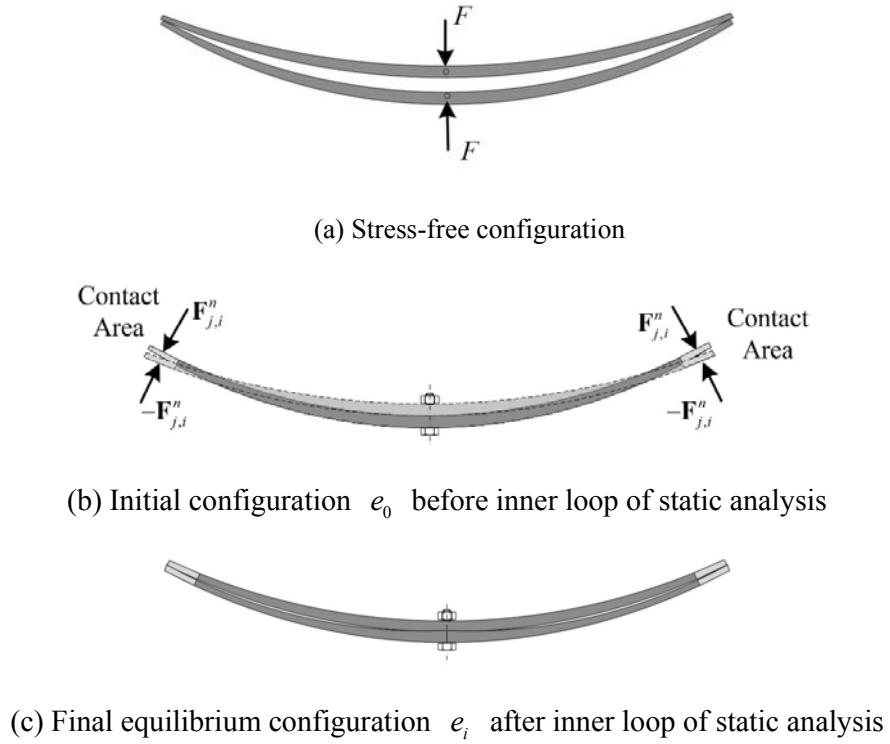 F
F
(a) Stress-free configuration
Contact Area
F^n_{j,i}
-F^n_{j,i}
F^n_{j,i}
Contact Area
-F^n_{j,i}
(b) Initial configuration e_0 before inner loop of static analysis
(c) Final equilibrium configuration e_i after inner loop of static analysis